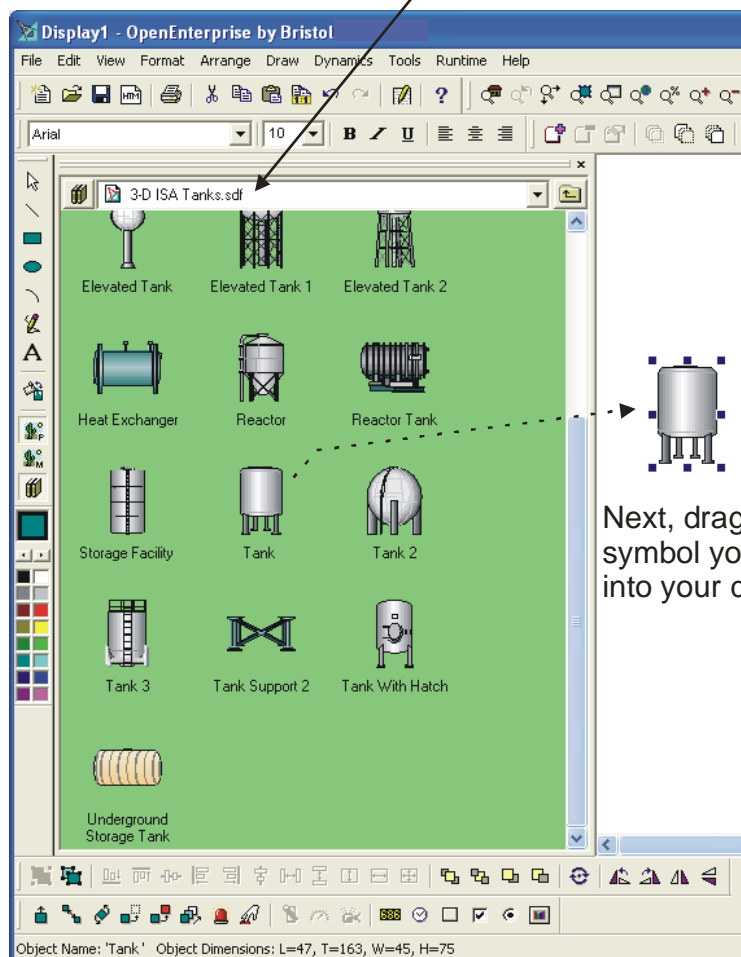 Display1 - OpenEnterprise by Bristol
File Edit View Format Arrange Draw Dynamics Tools Runtime Help
HTM
?
Arial 10 B I U
3-D ISA Tanks.sdf
Elevated Tank Elevated Tank 1 Elevated Tank 2
A
Heat Exchanger Reactor Reactor Tank
P
M
Storage Facility Tank Tank 2
Next, drag
symbol yo
into your
Tank 3 Tank Support 2 Tank With Hatch
Underground
Storage Tank
Object Name: 'Tank' Object Dimensions: L=47, T=163, W=45, H=75